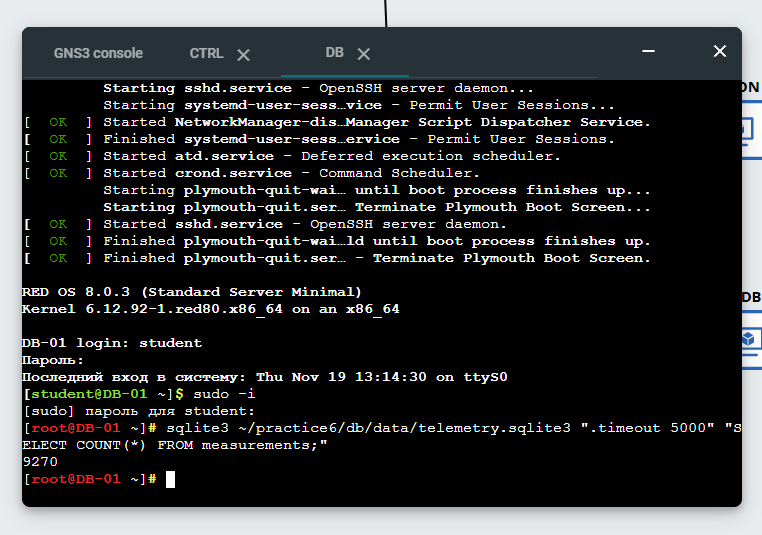 GNS3 console CTRL DB
Starting sshd.service - OpenSSH server daemon...
Starting systemd-user-sess…vice - Permit User Sessions...
[  OK  ] Started NetworkManager-dis…Manager Script Dispatcher Service.
[  OK  ] Finished systemd-user-sess…ervice - Permit User Sessions.
[  OK  ] Started atd.service - Deferred execution scheduler.
[  OK  ] Started crond.service - Command Scheduler.
Starting plymouth-quit-wai… until boot process finishes up...
Starting plymouth-quit.ser… Terminate Plymouth Boot Screen...
[  OK  ] Started sshd.service - OpenSSH server daemon.
[  OK  ] Finished plymouth-quit-wai…ld until boot process finishes up.
[  OK  ] Finished plymouth-quit.ser… - Terminate Plymouth Boot Screen.
RED OS 8.0.3 (Standard Server Minimal)
Kernel 6.12.92-1.red80.x86_64 on an x86_64
DB-01 login: student
Пароль:
Последний вход в систему: Thu Nov 19 13:14:30 on ttyS0
[student@DB-01 ~]$ sudo -i
[sudo] пароль для student:
[root@DB-01 ~]# sqlite3 ~/practice6/db/data/telemetry.sqlite3 ".timeout 5000" "S
ELECT COUNT(*) FROM measurements;"
9270
[root@DB-01 ~]#
ON
DB